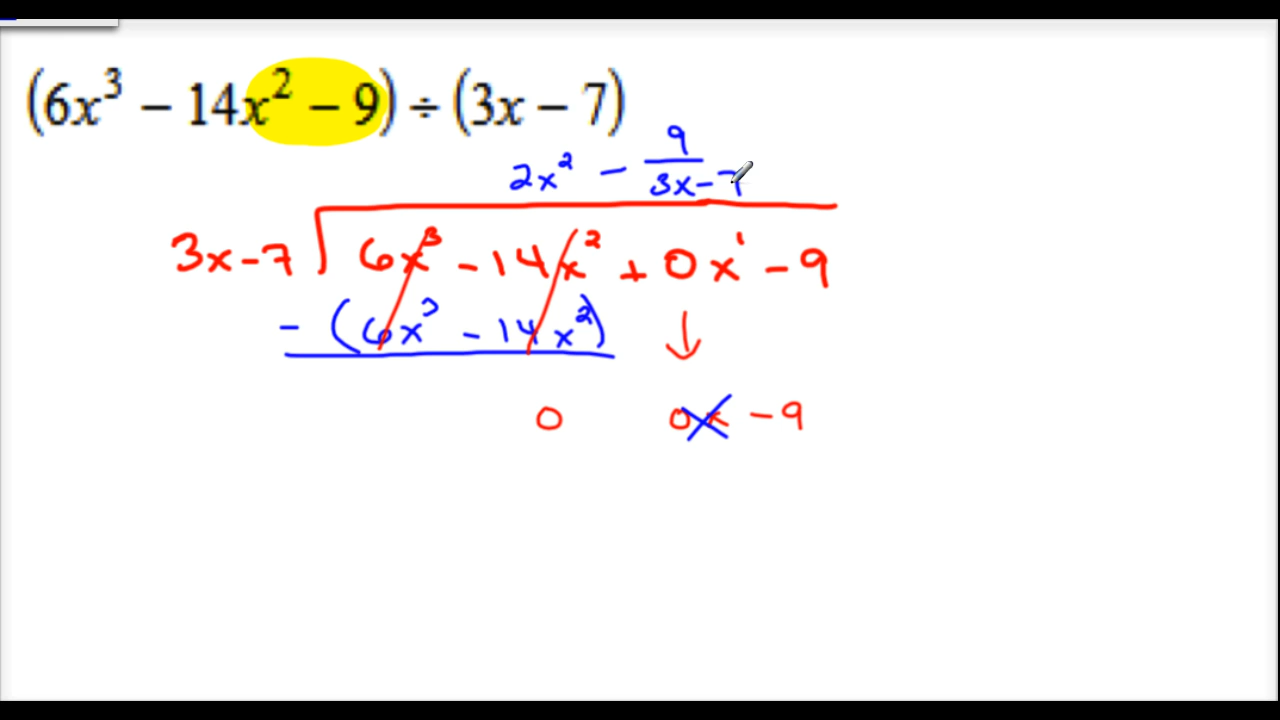 (6x³ − 14x² − 9) ÷ (3x − 7)
2x² − 9/(3x−7)
3x−7 ) 6x³ − 14x² + 0x¹ − 9
− (6x³ − 14x²) ↓
0 0x − 9